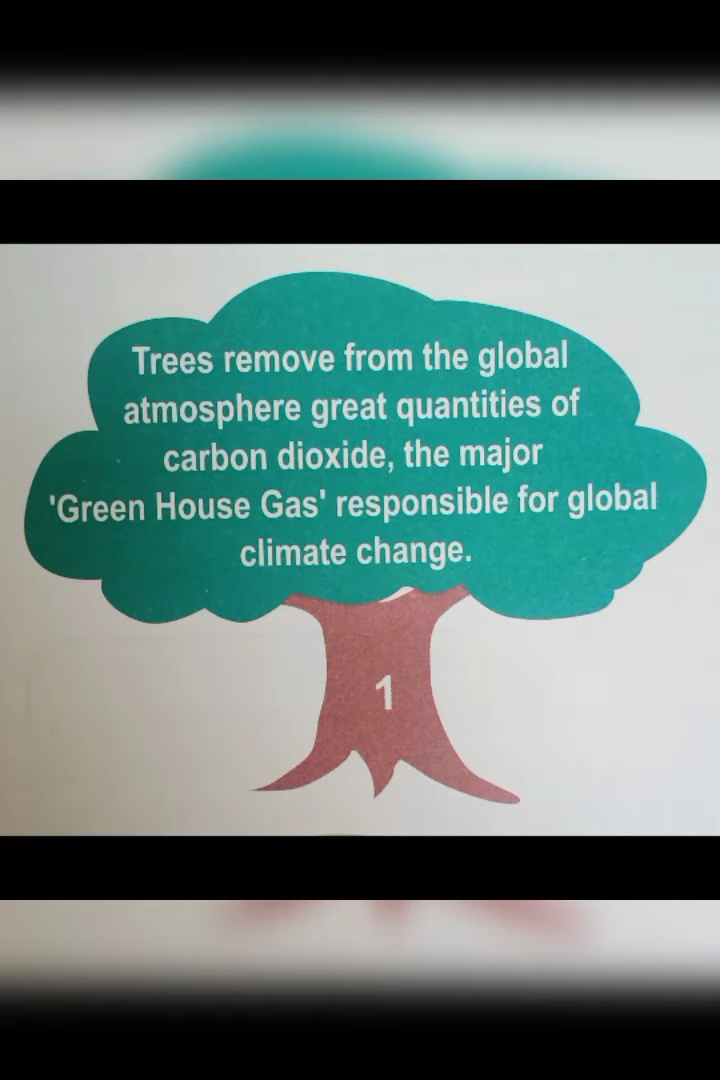 Trees remove from the global
atmosphere great quantities of
carbon dioxide, the major
'Green House Gas' responsible for global
climate change.
1